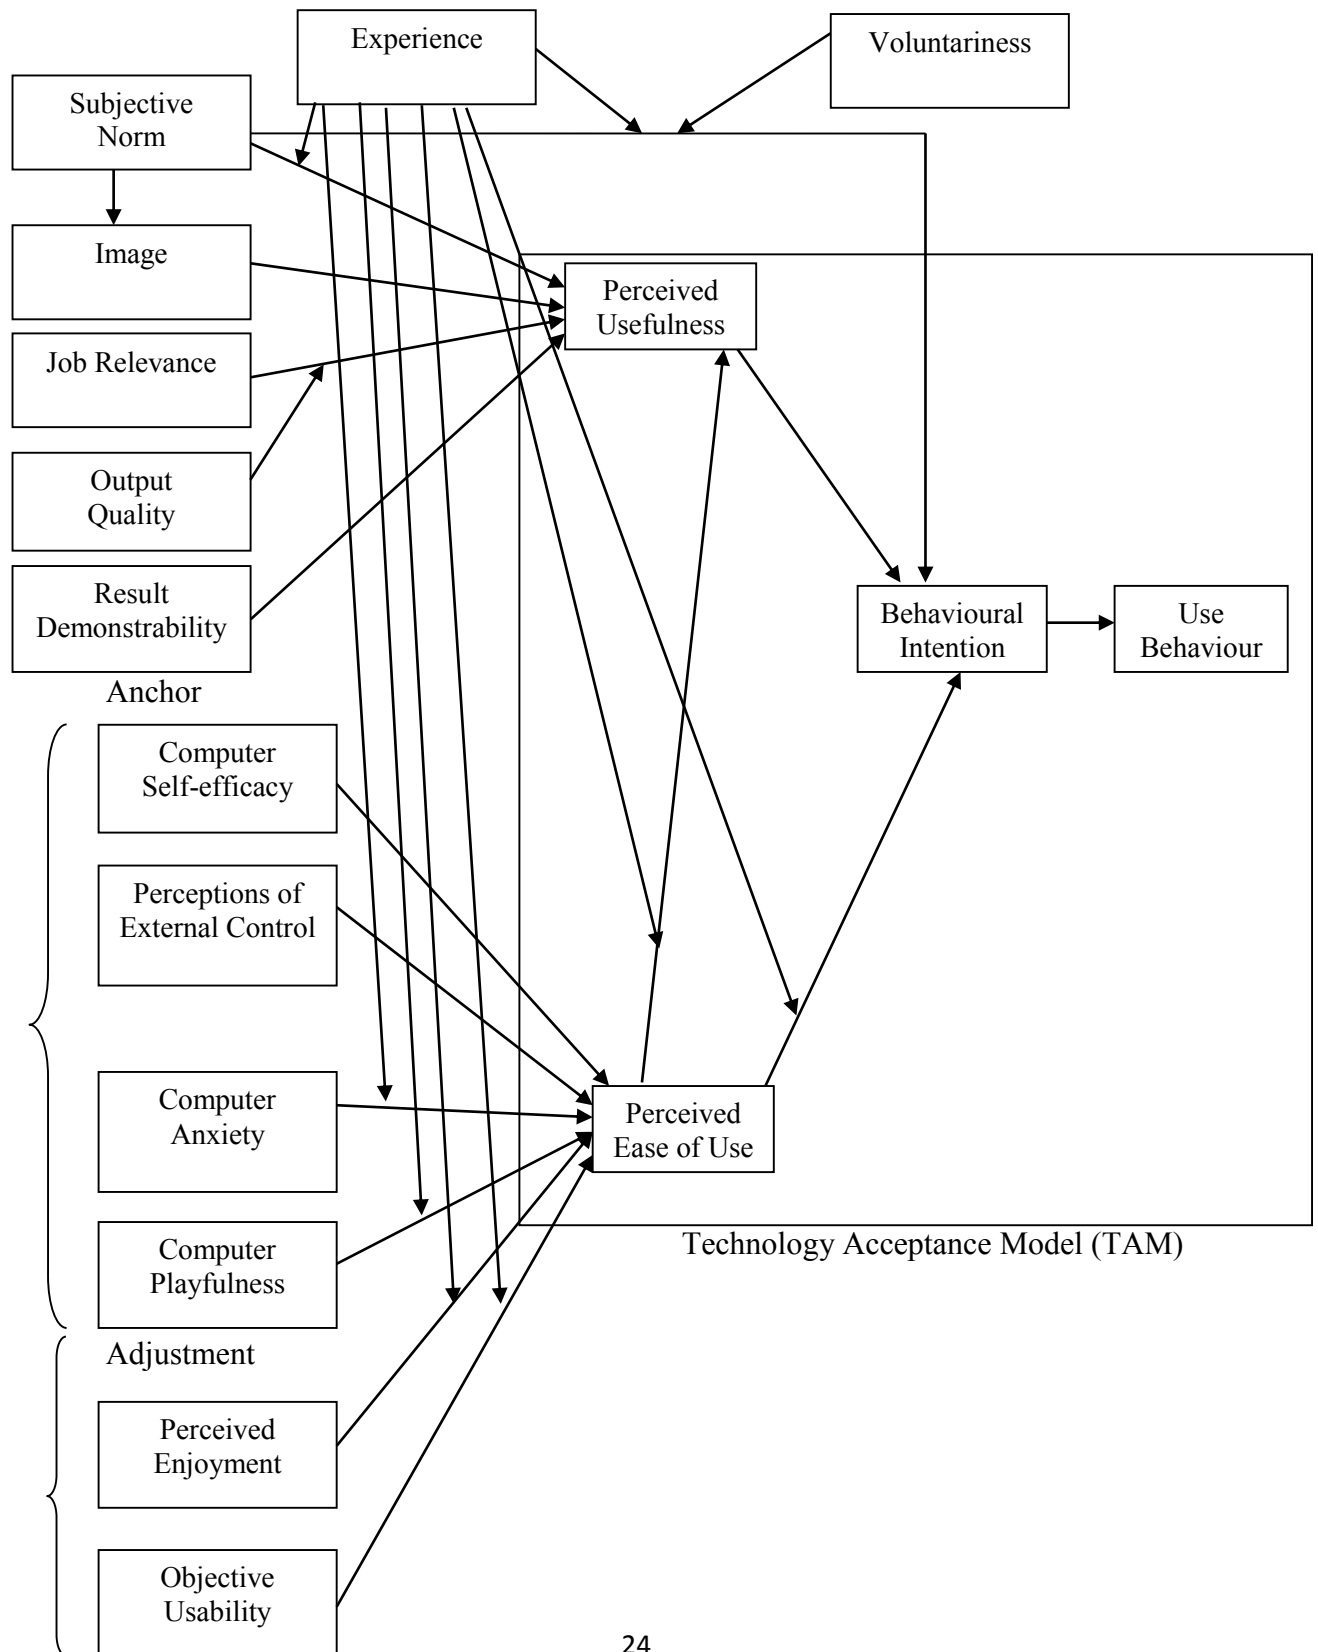 Experience
Voluntariness
Subjective
Norm
Image
Perceived
Usefulness
Job Relevance
Output
Quality
Result
Demonstrability
Behavioural
Intention
Use
Behaviour
Anchor
Computer
Self-efficacy
Perceptions of
External Control
Computer
Anxiety
Perceived
Ease of Use
Computer
Playfulness
Technology Acceptance Model (TAM)
Adjustment
Perceived
Enjoyment
Objective
Usability
24